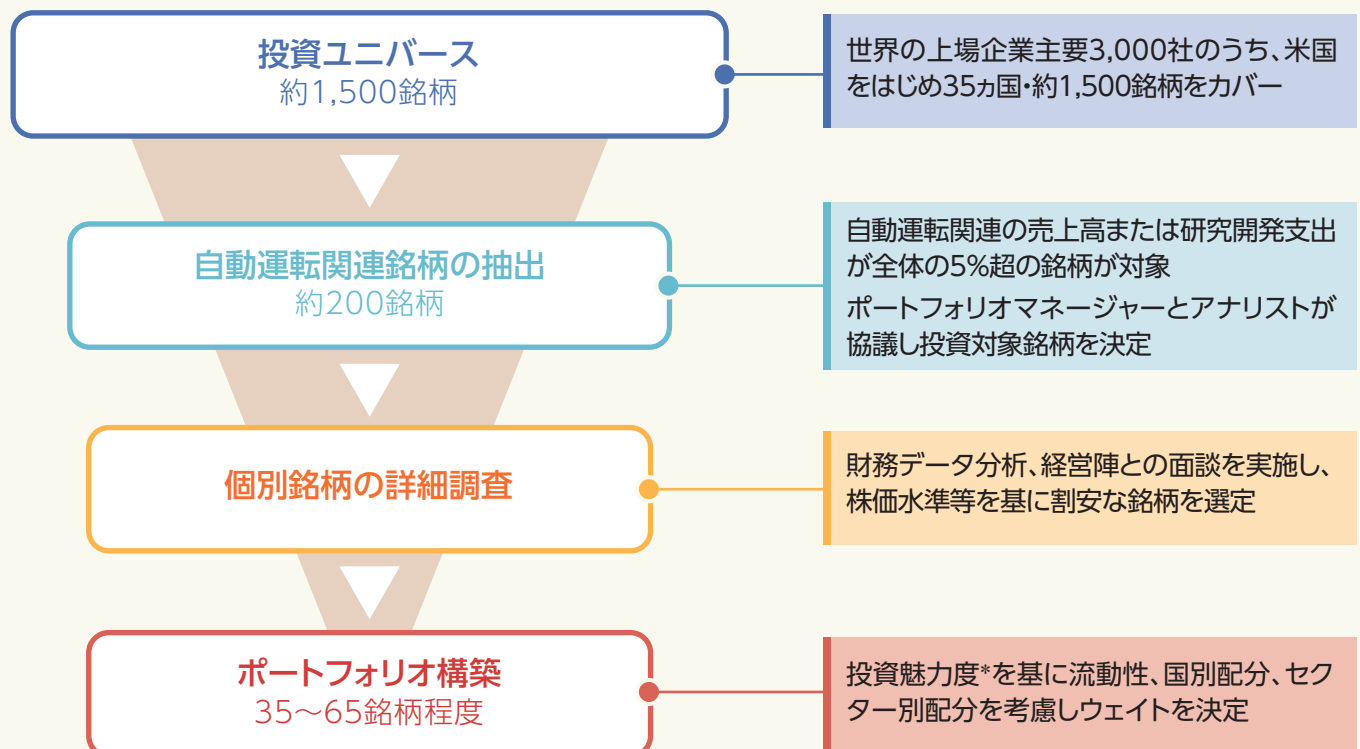 投資ユニバース
約1,500銘柄
世界の上場企業主要3,000社のうち、米国
をはじめ35ヵ国・約1,500銘柄をカバー
自動運転関連銘柄の抽出
約200銘柄
自動運転関連の売上高または研究開発支出
が全体の5%超の銘柄が対象
ポートフォリオマネージャーとアナリストが
協議し投資対象銘柄を決定
個別銘柄の詳細調査
財務データ分析、経営陣との面談を実施し、
株価水準等を基に割安な銘柄を選定
ポートフォリオ構築
35〜65銘柄程度
投資魅力度*を基に流動性、国別配分、セク
ター別配分を考慮しウェイトを決定